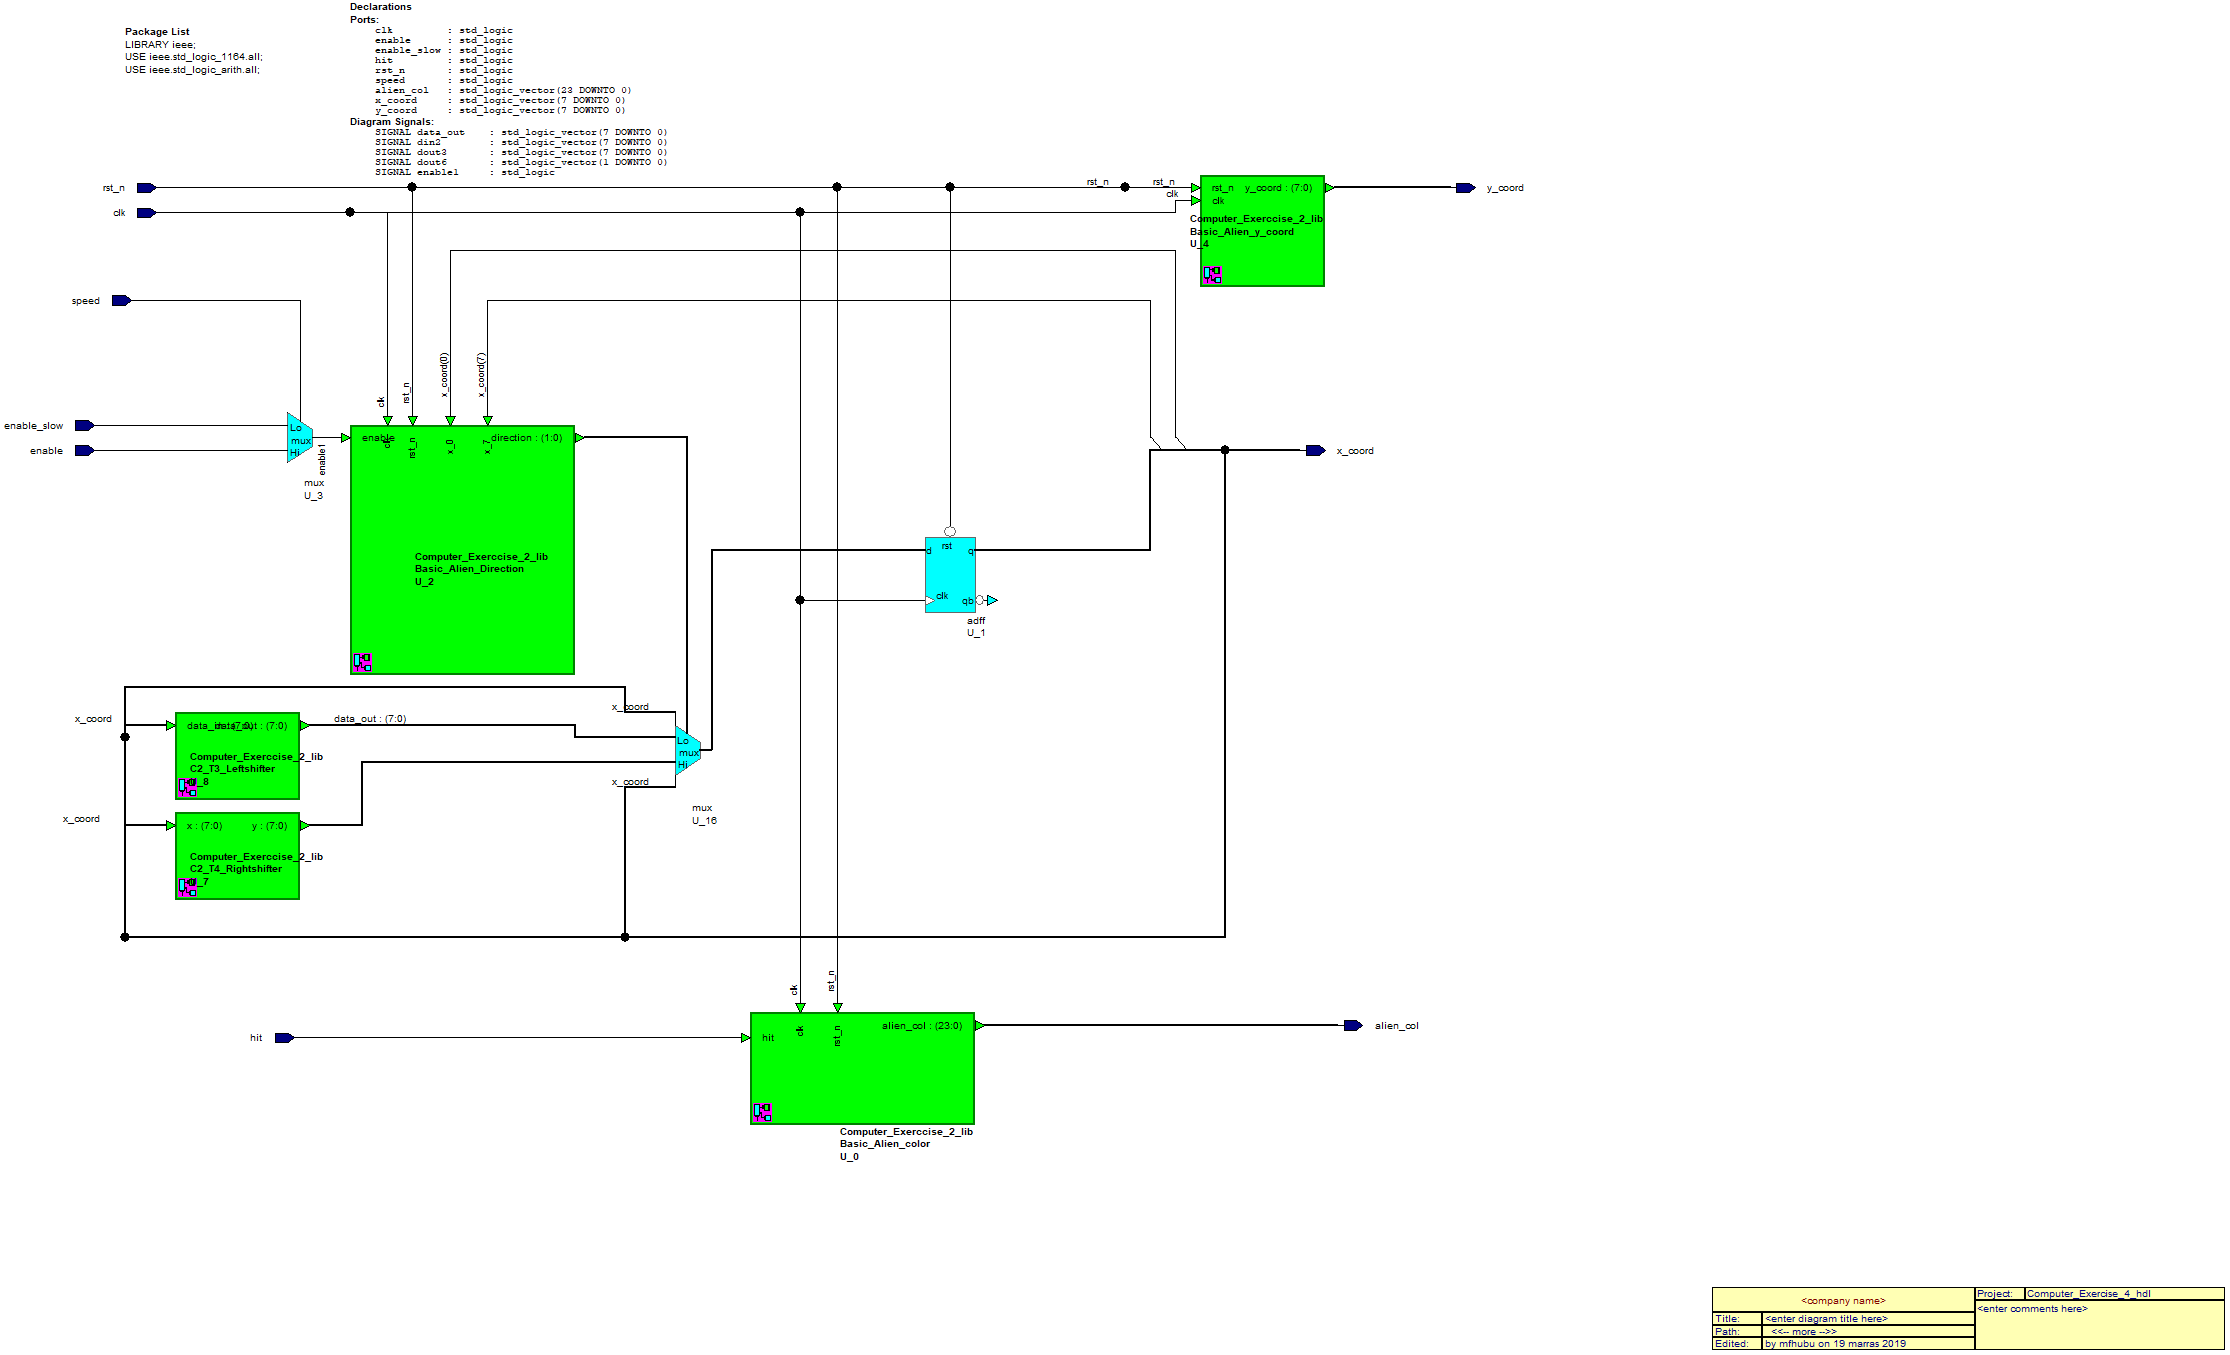 Declarations
Ports:
clk : std_logic
enable : std_logic
enable_slow : std_logic
hit : std_logic
rst_n : std_logic
speed : std_logic
alien_col : std_logic_vector(23 DOWNTO 0)
x_coord : std_logic_vector(7 DOWNTO 0)
y_coord : std_logic_vector(7 DOWNTO 0)
Diagram Signals:
SIGNAL data_out : std_logic_vector(7 DOWNTO 0)
SIGNAL din2 : std_logic_vector(7 DOWNTO 0)
SIGNAL dout3 : std_logic_vector(7 DOWNTO 0)
SIGNAL dout6 : std_logic_vector(1 DOWNTO 0)
SIGNAL enable1 : std_logic
Package List
LIBRARY ieee;
USE ieee.std_logic_1164.all;
USE ieee.std_logic_arith.all;
rst_n
rst_n
rst_n
rst_n y_coord : (7:0)
y_coord
clk
clk
clk
Computer_Exerccise_2_lib
Basic_Alien_y_coord
U_4
speed
clk
rst_n
x_coord(0)
x_coord(7)
enable_slow
enable
Lo
mux
Hi
enable1
mux
U_3
enable
clk
rst_n
x_0
x_7
direction : (1:0)
Computer_Exerccise_2_lib
Basic_Alien_Direction
U_2
x_coord
d
rst
q
clk
qb
adff
U_1
x_coord
x_coord
data_in : (7:0)
data_out : (7:0)
data_out : (7:0)
Computer_Exerccise_2_lib
C2_T3_Leftshifter
U_8
Lo
mux
Hi
x_coord
mux
U_16
x_coord
x : (7:0) y : (7:0)
Computer_Exerccise_2_lib
C2_T4_Rightshifter
U_7
clk
rst_n
hit
hit
clk
rst_n
alien_col : (23:0)
alien_col
Computer_Exerccise_2_lib
Basic_Alien_color
U_0
<company name>
Project: Computer_Exercise_4_hdl
<enter comments here>
Title: <enter diagram title here>
Path: <<-- more -->>
Edited: by mfhubu on 19 marras 2019